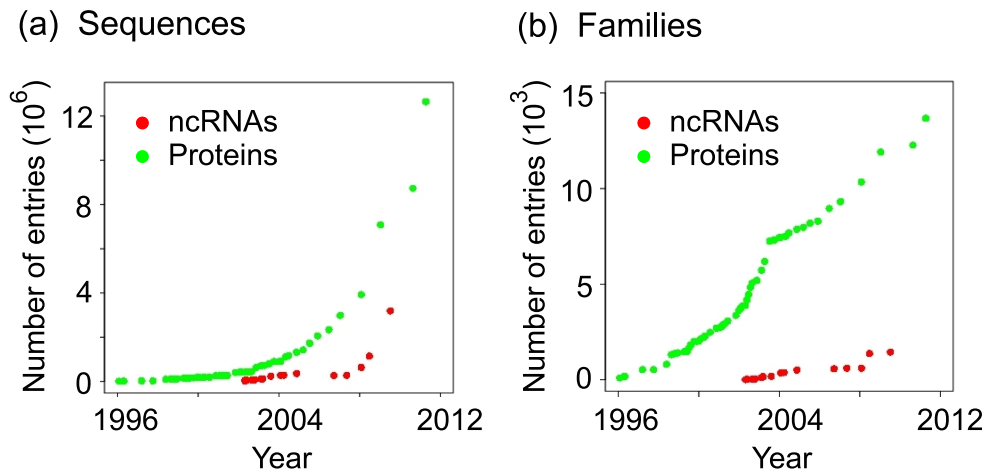 (a) Sequences
Number of entries (10^6)
12
8
4
0
ncRNAs
Proteins
1996
2004
2012
Year
(b) Families
Number of entries (10^3)
15
10
5
0
ncRNAs
Proteins
1996
2004
2012
Year